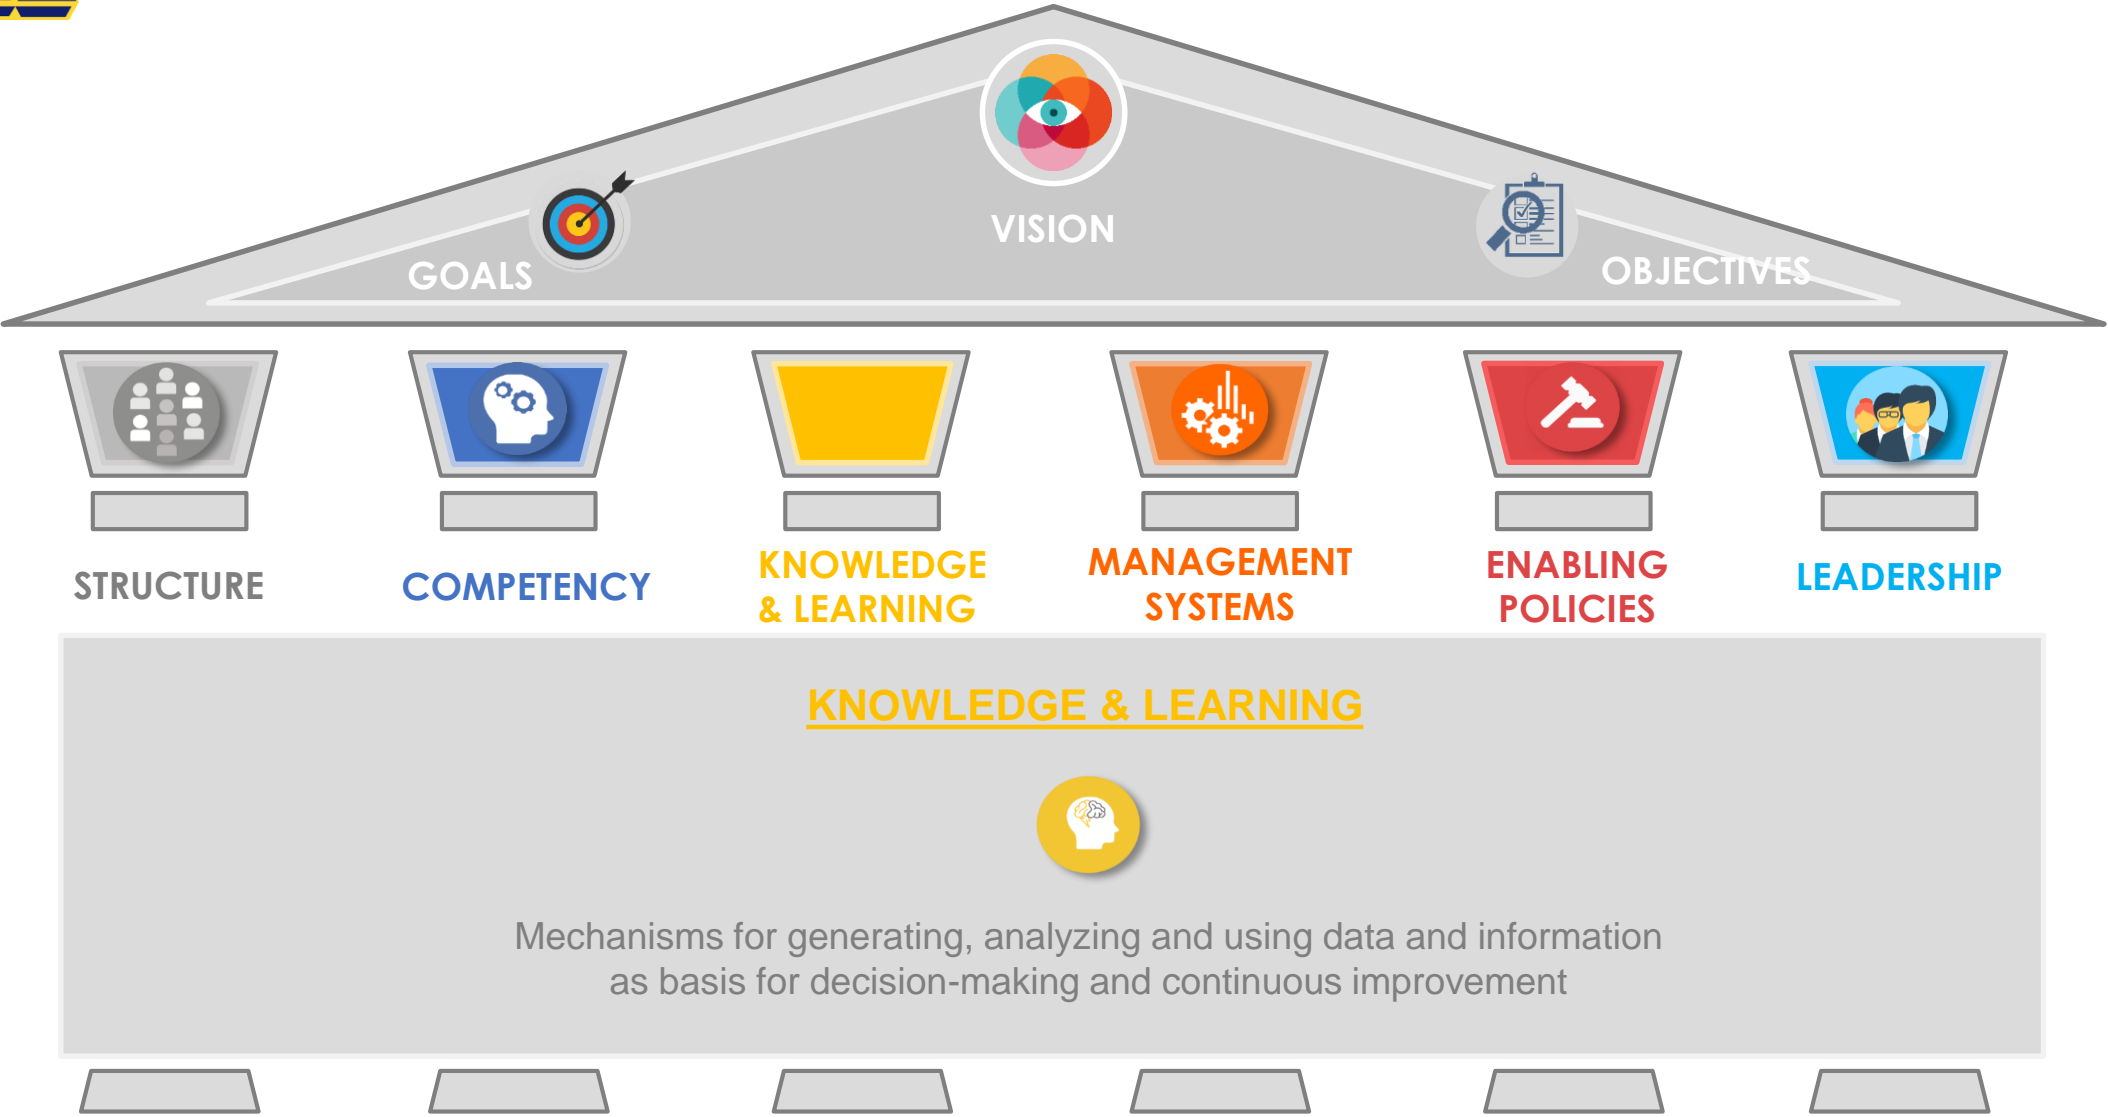 VISION
GOALS
OBJECTIVES
STRUCTURE
COMPETENCY
KNOWLEDGE
& LEARNING
MANAGEMENT
SYSTEMS
ENABLING
POLICIES
LEADERSHIP
KNOWLEDGE & LEARNING
Mechanisms for generating, analyzing and using data and information
as basis for decision-making and continuous improvement